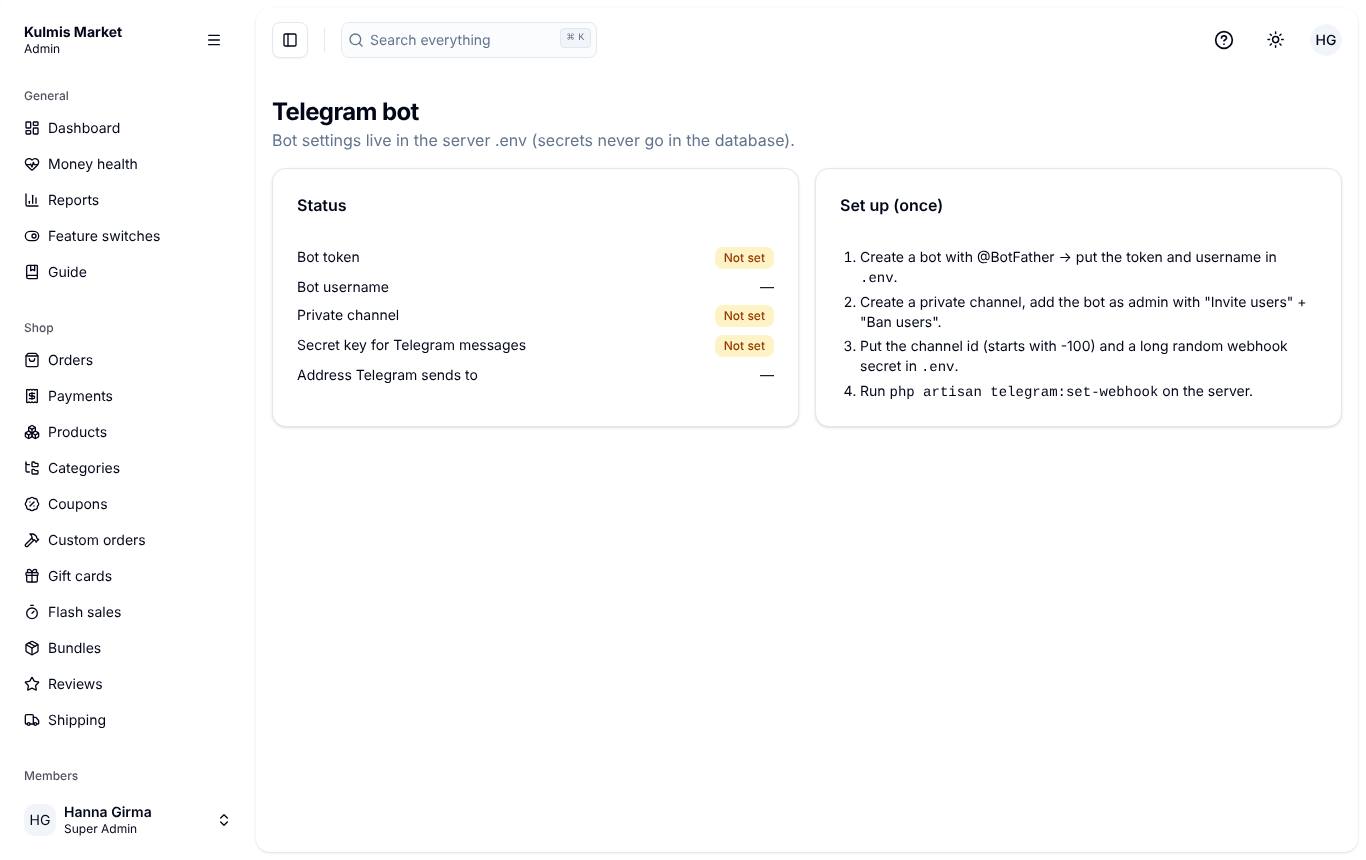 Kulmis Market
Admin
General
Dashboard
Money health
Reports
Feature switches
Guide
Shop
Orders
Payments
Products
Categories
Coupons
Custom orders
Gift cards
Flash sales
Bundles
Reviews
Shipping
Members
HG
Hanna Girma
Super Admin
Search everything
⌘ K
HG
Telegram bot
Bot settings live in the server .env (secrets never go in the database).
Status
Bot token Not set
Bot username —
Private channel Not set
Secret key for Telegram messages Not set
Address Telegram sends to —
Set up (once)
1. Create a bot with @BotFather → put the token and username in
.env.
2. Create a private channel, add the bot as admin with "Invite users" +
"Ban users".
3. Put the channel id (starts with -100) and a long random webhook
secret in .env.
4. Run php artisan telegram:set-webhook on the server.